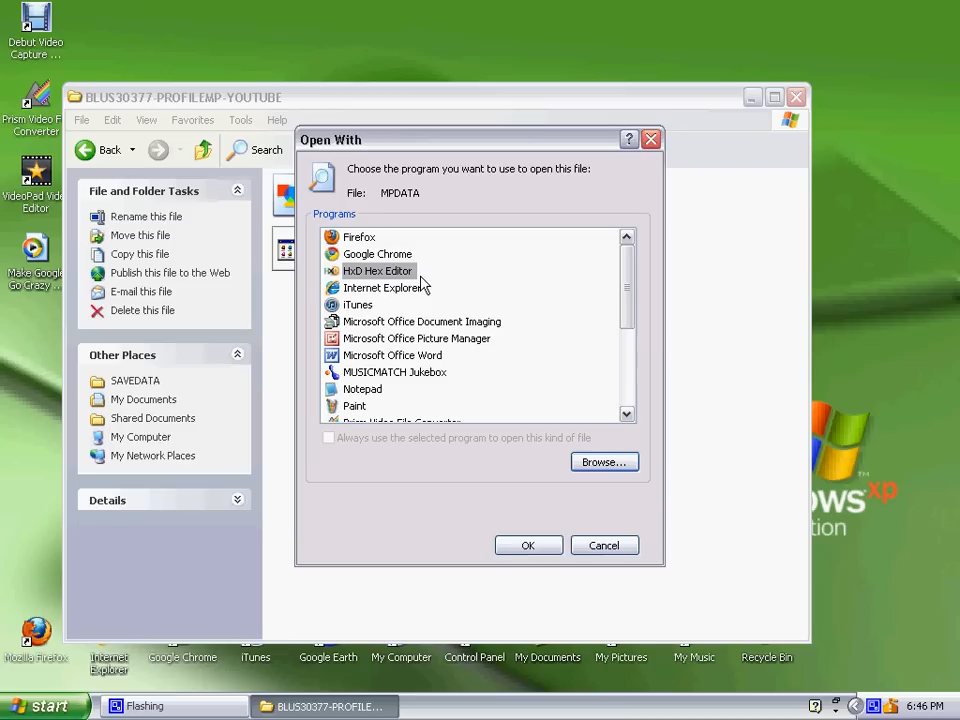 Debut Video
Capture ...
Prism Video F
Converter
VideoPad Vide
Editor
Make Google
Go Crazy ...
BLUS30377-PROFILEMP-YOUTUBE
File Edit View Favorites Tools Help
Back Search
File and Folder Tasks
Rename this file
Move this file
Copy this file
Publish this file to the Web
E-mail this file
Delete this file
Other Places
SAVEDATA
My Documents
Shared Documents
My Computer
My Network Places
Details
Open With
Choose the program you want to use to open this file:
File: MPDATA
Programs
Firefox
Google Chrome
HxD Hex Editor
Internet Explorer
iTunes
Microsoft Office Document Imaging
Microsoft Office Picture Manager
Microsoft Office Word
MUSICMATCH Jukebox
Notepad
Paint
Prism Video File Converter
Always use the selected program to open this kind of file
Browse...
OK Cancel
dows xp
ition
Mozilla Firefox
Internet
Explorer
Google Chrome
iTunes
Google Earth
My Computer
Control Panel
My Documents
My Pictures
My Music
Recycle Bin
start Flashing BLUS30377-PROFILE... 6:46 PM